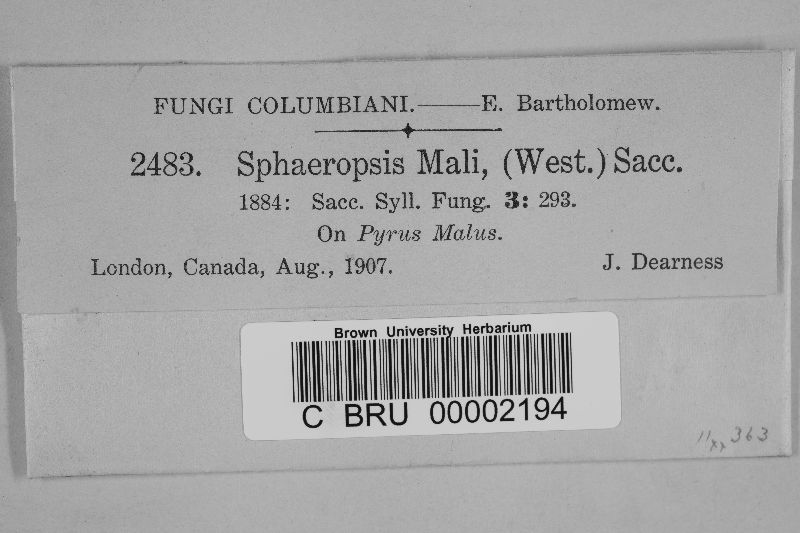 FUNGI COLUMBIANI.——E. Bartholomew.
2483. Sphaeropsis Mali, (West.) Sacc.
1884: Sacc. Syll. Fung. 3: 293.
On Pyrus Malus.
London, Canada, Aug., 1907. J. Dearness
Brown University Herbarium
C BRU 00002194
363